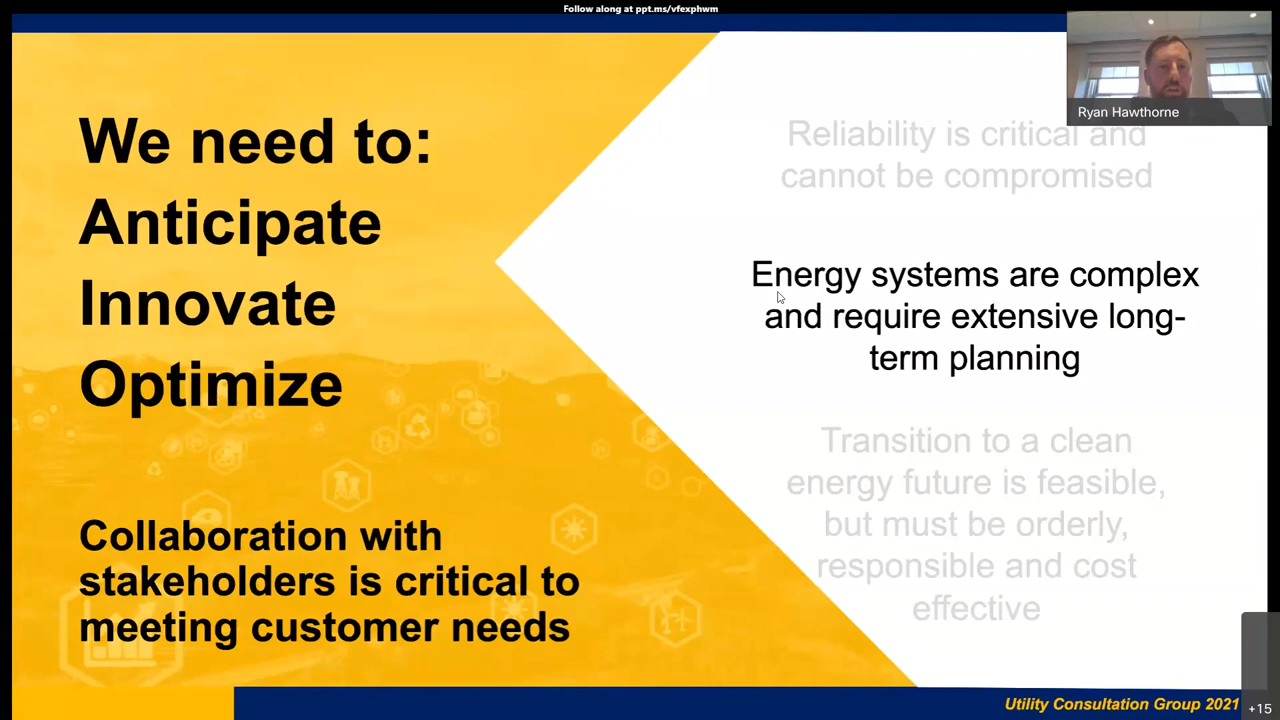 Follow along at ppt.ms/vfexphwm
Ryan Hawthorne
We need to:
Anticipate
Innovate
Optimize
Collaboration with
stakeholders is critical to
meeting customer needs
Reliability is critical and
cannot be compromised
Energy systems are complex
and require extensive long-
term planning
Transition to a clean
energy future is feasible,
but must be orderly,
responsible and cost
effective
Utility Consultation Group 2021
+15